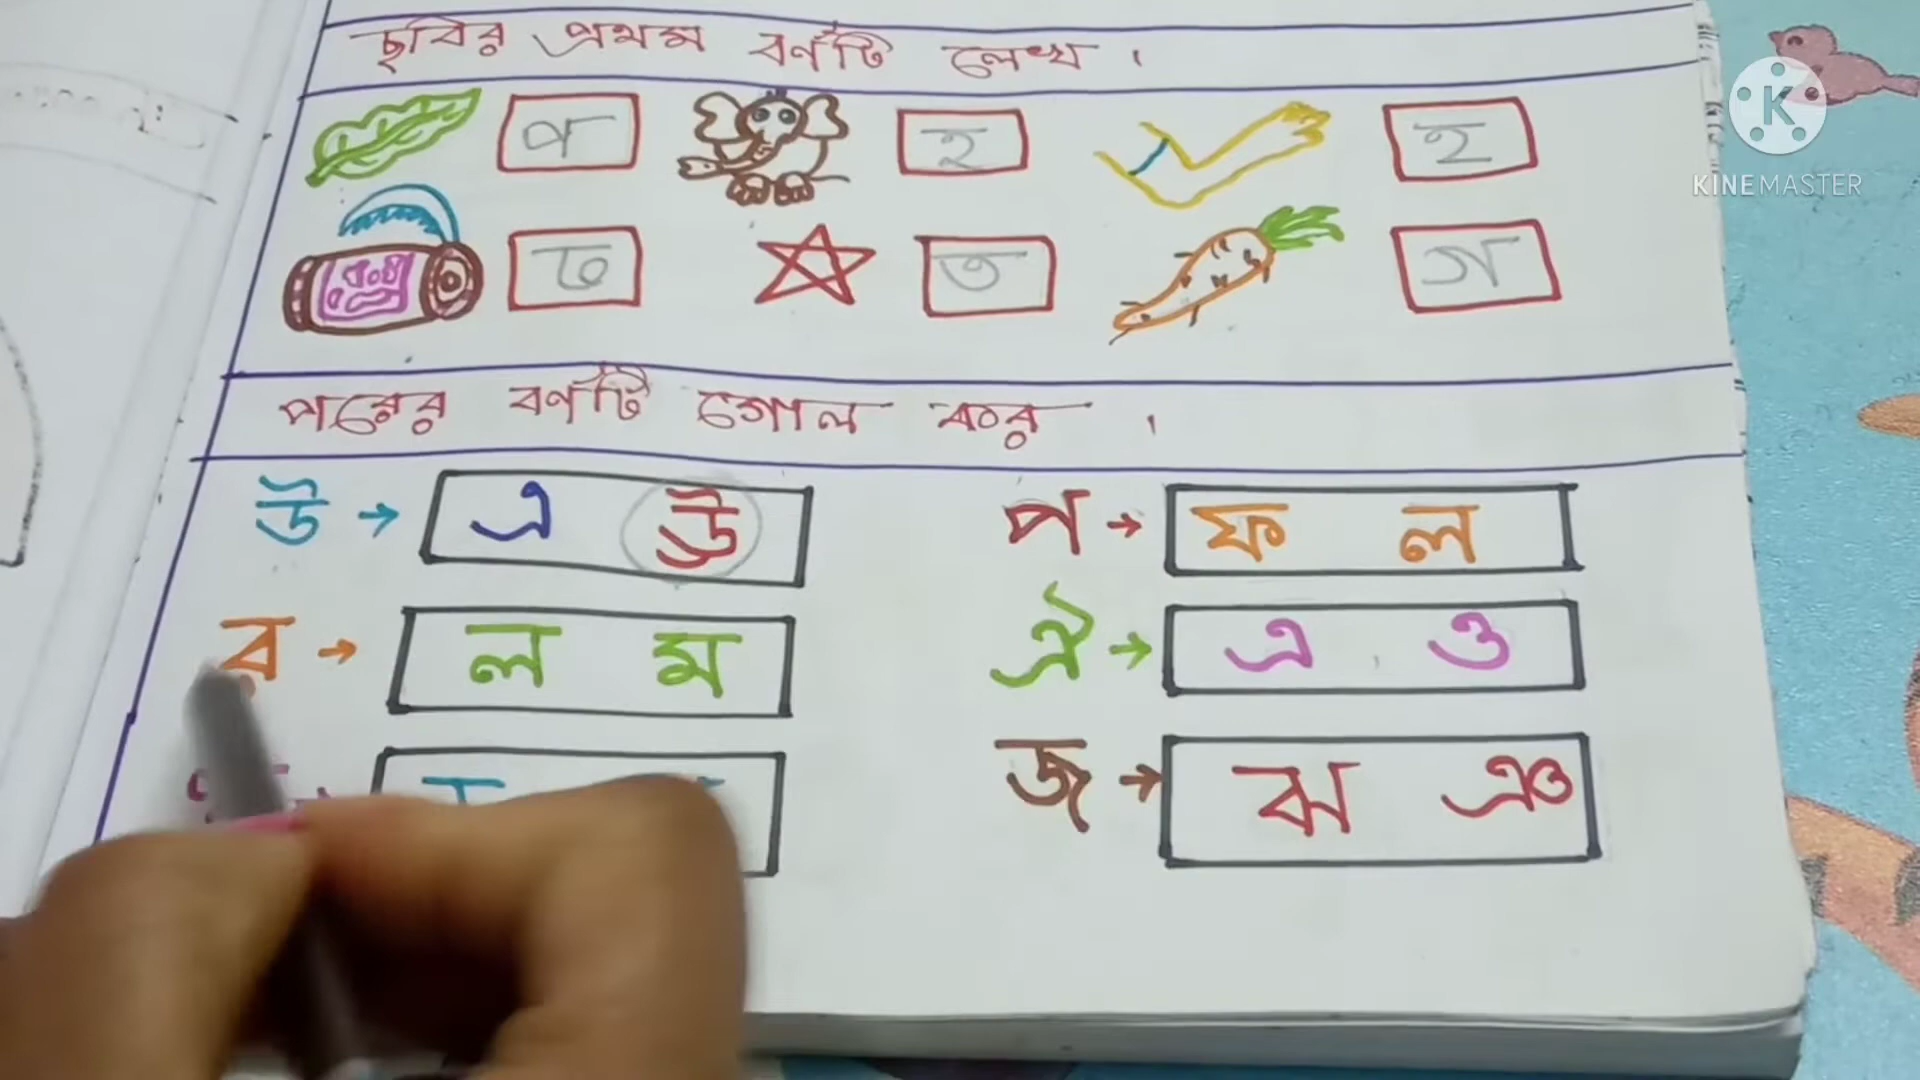 ছবির প্রথম বর্ণটি লেখ ।
প হ হ
ঢ ত গ
পরের বর্ণটি গোল কর ।
উ → এ ঊ প → ফ ল
র → ল ম ঐ → এ ও
জ → ঝ ঞ
K
KINEMASTER